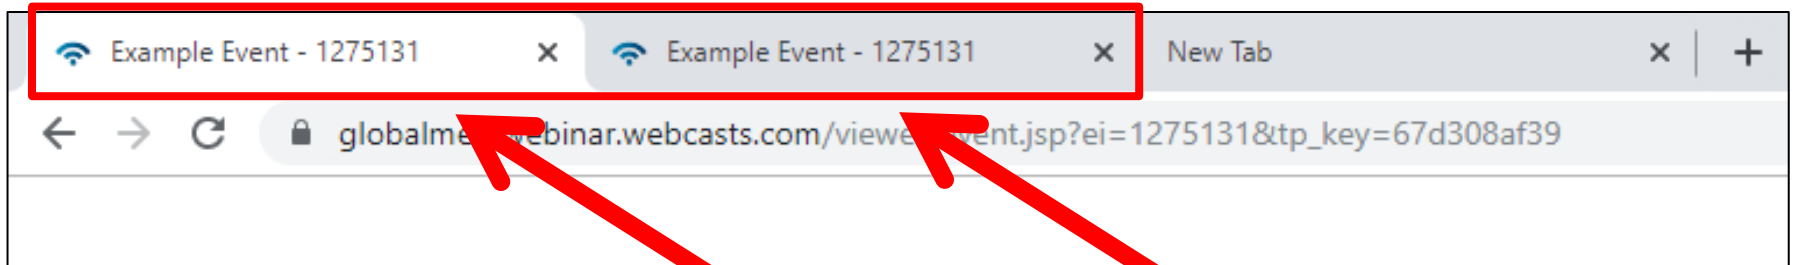 Example Event - 1275131 Example Event - 1275131 New Tab
globalme ebinar.webcasts.com/viewe ent.jsp?ei=1275131&tp_key=67d308af39